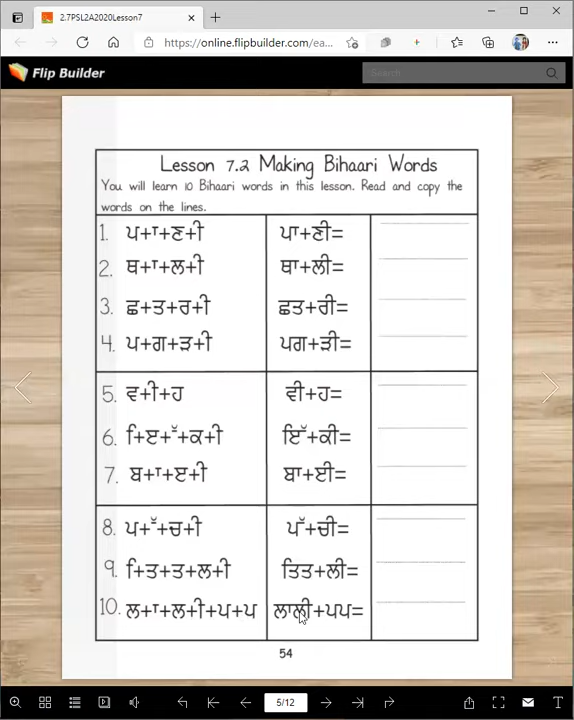 2.7PSL2A2020Lesson7
https://online.flipbuilder.com/ea...
Flip Builder
Search
Lesson 7.2 Making Bihaari Words
You will learn 10 Bihaari words in this lesson. Read and copy the
words on the lines.
1. ਪ+ਾ+ਣ+ੀ ਪਾ+ਣੀ=
2. ਥ+ਾ+ਲ+ੀ ਥਾ+ਲੀ=
3. ਛ+ਤ+ਰ+ੀ ਛਤ+ਰੀ=
4. ਪ+ਗ+ੜ+ੀ ਪਗ+ੜੀ=
5. ਵ+ੀ+ਹ ਵੀ+ਹ=
6. ਿ+ੲ+ੱ+ਕ+ੀ ਇੱ+ਕੀ=
7. ਬ+ਾ+ੲ+ੀ ਬਾ+ਈ=
8. ਪ+ੱ+ਚ+ੀ ਪੱ+ਚੀ=
9. ਿ+ਤ+ਤ+ਲ+ੀ ਤਿਤ+ਲੀ=
10. ਲ+ਾ+ਲ+ੀ+ਪ+ਪ ਲਾਲੀ+ਪਪ=
54
5/12